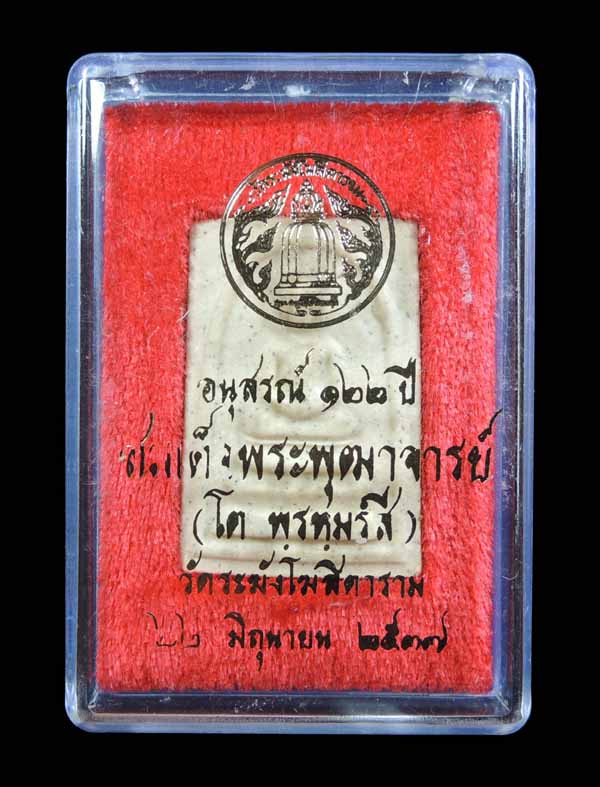 อนุสรณ์ ๑๒๒ ปี
สมเด็จพระพุฒาจารย์
(โต พฺรหฺมรํสี)
วัดระฆังโฆสิตาราม
๒๒ มิถุนายน ๒๕๓๗